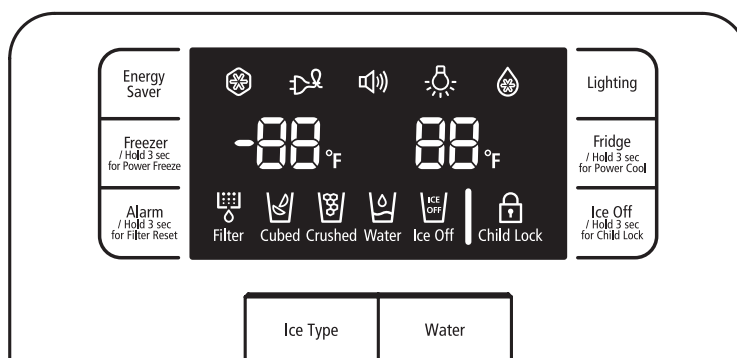 Energy
Saver
Lighting
Freezer
/ Hold 3 sec
for Power Freeze
-88 °F
88 °F
Fridge
/ Hold 3 sec
for Power Cool
Alarm
/ Hold 3 sec
for Filter Reset
ICE
OFF
Filter Cubed Crushed Water Ice Off Child Lock
Ice Off
/ Hold 3 sec
for Child Lock
Ice Type
Water